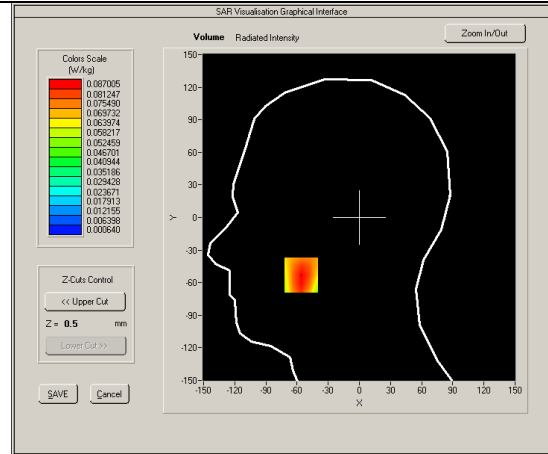 SAR Visualisation Graphical Interface
Volume Radiated Intensity
Zoom In/Out
Colors Scale
(W/kg)
0.087005
0.081247
0.075490
0.069732
0.063974
0.058217
0.052459
0.046701
0.040944
0.035186
0.029428
0.023671
0.017913
0.012155
0.006398
0.000640
Z-Cuts Control
<< Upper Cut
Z = 0.5 mm
Lower Cut >>
SAVE Cancel
150
120
90
60
30
0
-30
-60
-90
-120
-150
Y
-150 -120 -90 -60 -30 0 30 60 90 120 150
X